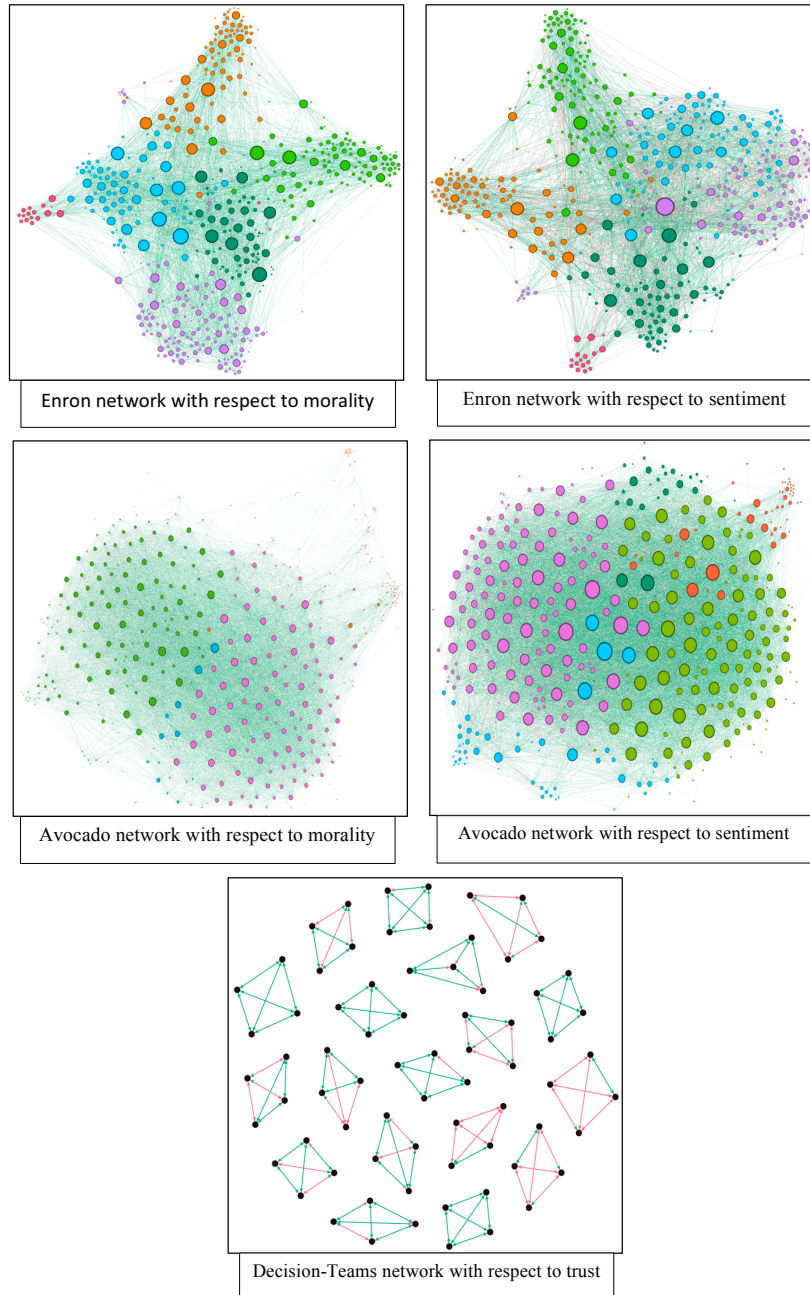 Enron network with respect to morality
Enron network with respect to sentiment
Avocado network with respect to morality
Avocado network with respect to sentiment
Decision-Teams network with respect to trust